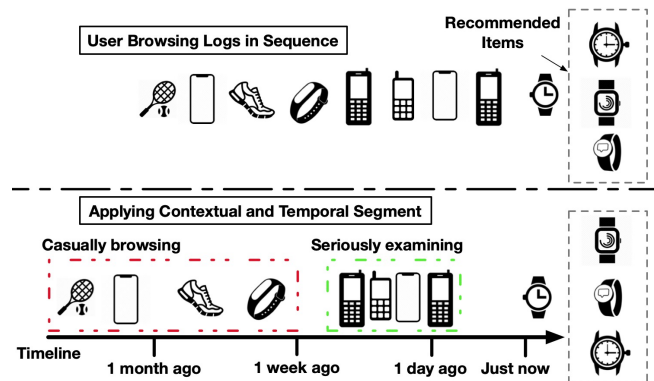 User Browsing Logs in Sequence
Recommended
Items
Applying Contextual and Temporal Segment
Casually browsing
Seriously examining
Timeline
1 month ago
1 week ago
1 day ago
Just now